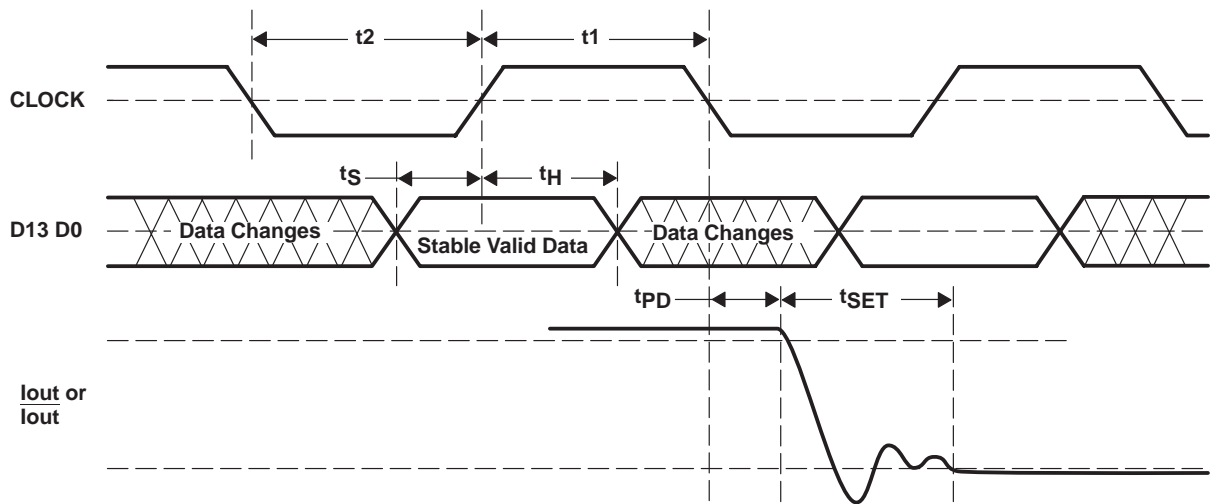 t2
t1
CLOCK
tS
tH
D13 D0
Data Changes
Stable Valid Data
Data Changes
tPD
tSET
Iout or
Iout